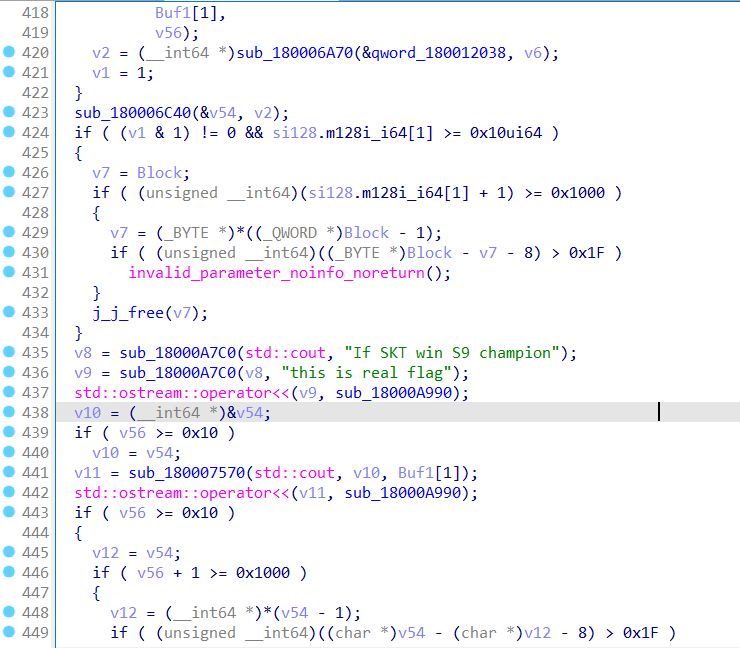 418 Buf1[1],
419 v56);
420 v2 = (__int64 *)sub_180006A70(&qword_180012038, v6);
421 v1 = 1;
422 }
423 sub_180006C40(&v54, v2);
424 if ( (v1 & 1) != 0 && si128.m128i_i64[1] >= 0x10ui64 )
425 {
426 v7 = Block;
427 if ( (unsigned __int64)(si128.m128i_i64[1] + 1) >= 0x1000 )
428 {
429 v7 = (_BYTE *)*((_QWORD *)Block - 1);
430 if ( (unsigned __int64)((_BYTE *)Block - v7 - 8) > 0x1F )
431 invalid_parameter_noinfo_noreturn();
432 }
433 j_j_free(v7);
434 }
435 v8 = sub_18000A7C0(std::cout, "If SKT win S9 champion");
436 v9 = sub_18000A7C0(v8, "this is real flag");
437 std::ostream::operator<<(v9, sub_18000A990);
438 v10 = (__int64 *)&v54;
439 if ( v56 >= 0x10 )
440 v10 = v54;
441 v11 = sub_180007570(std::cout, v10, Buf1[1]);
442 std::ostream::operator<<(v11, sub_18000A990);
443 if ( v56 >= 0x10 )
444 {
445 v12 = v54;
446 if ( v56 + 1 >= 0x1000 )
447 {
448 v12 = (__int64 *)*(v54 - 1);
449 if ( (unsigned __int64)((char *)v54 - (char *)v12 - 8) > 0x1F )